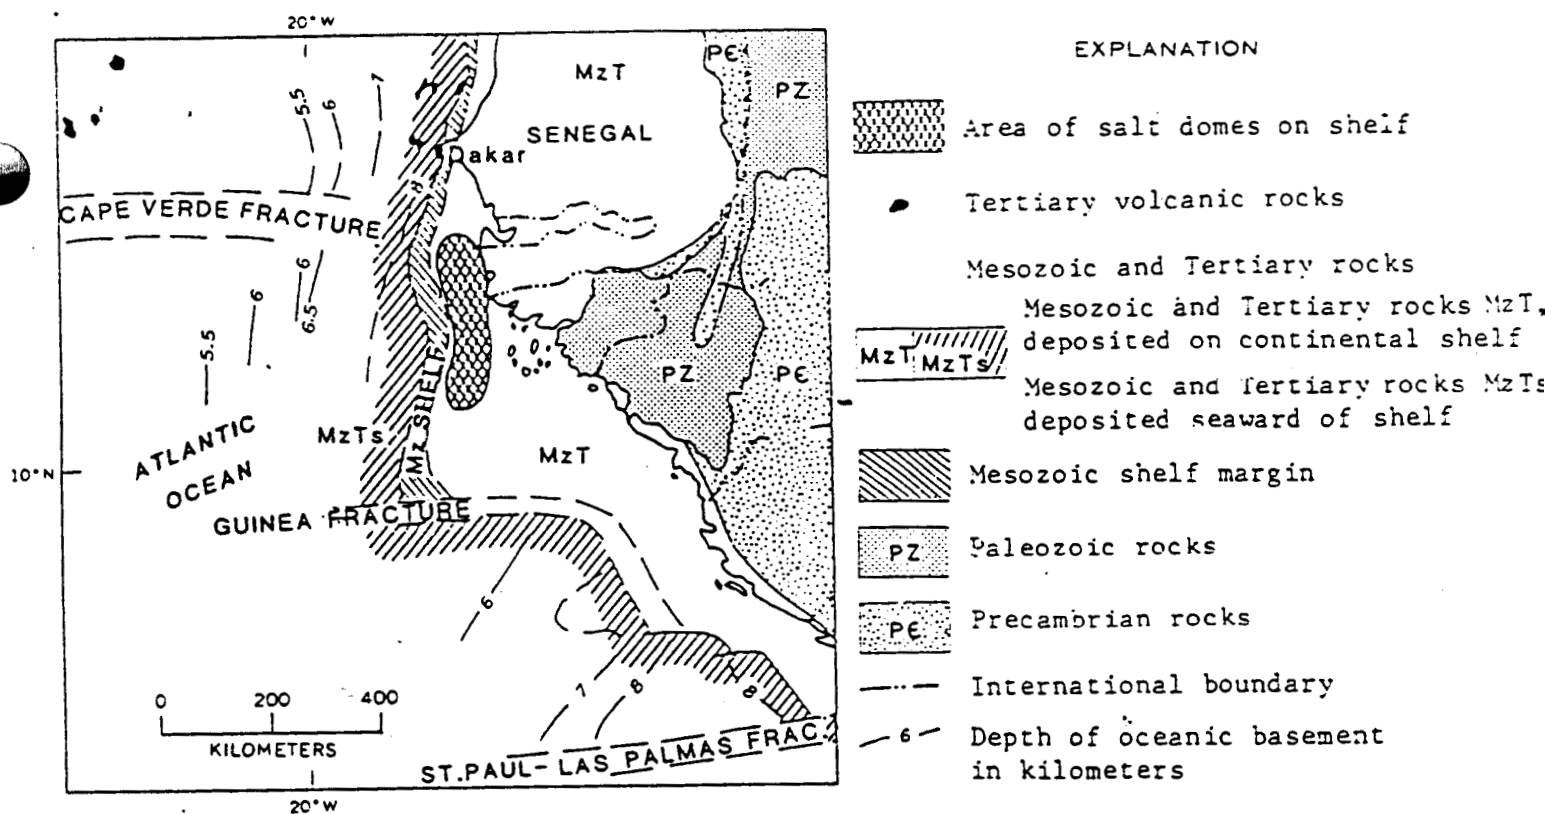 20°W
5.5
6
7
MzT
PЄ
PZ
SENEGAL
Dakar
8
CAPE VERDE FRACTURE
6
6.5
6
5.5
Mz SHELF
PZ
PЄ
MzTs
MzT
ATLANTIC
OCEAN
10°N
GUINEA FRACTURE
6
7
8
8
0 200 400
KILOMETERS
ST. PAUL-LAS PALMAS FRAC.
20°W
EXPLANATION
Area of salt domes on shelf
Tertiary volcanic rocks
Mesozoic and Tertiary rocks
Mesozoic and Tertiary rocks MzT,
deposited on continental shelf
MzT MzTs
Mesozoic and Tertiary rocks MzTs
deposited seaward of shelf
Mesozoic shelf margin
PZ Paleozoic rocks
PЄ Precambrian rocks
International boundary
6 Depth of oceanic basement
in kilometers